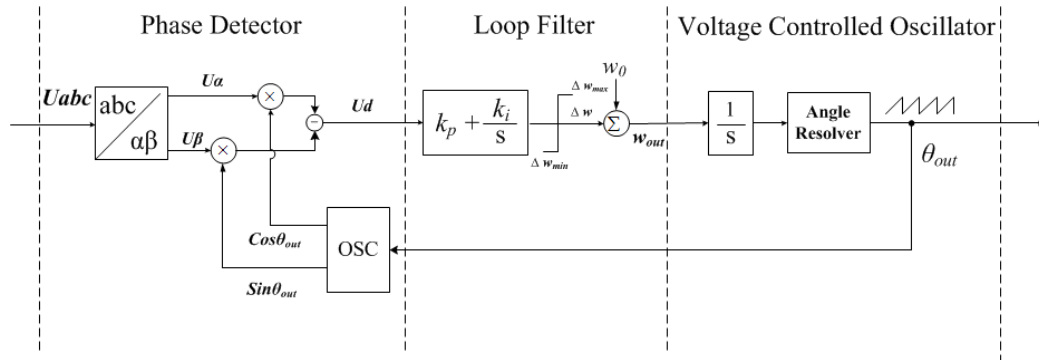 Phase Detector
Loop Filter
Voltage Controlled Oscillator
Uabc
abc
αβ
Uα
×
Uβ
×
−
Ud
k_p + k_i/s
Δ w_max
Δ w
Δ w_min
w_0
Σ
w_out
1/s
Angle
Resolver
θ_out
OSC
Cosθ_out
Sinθ_out